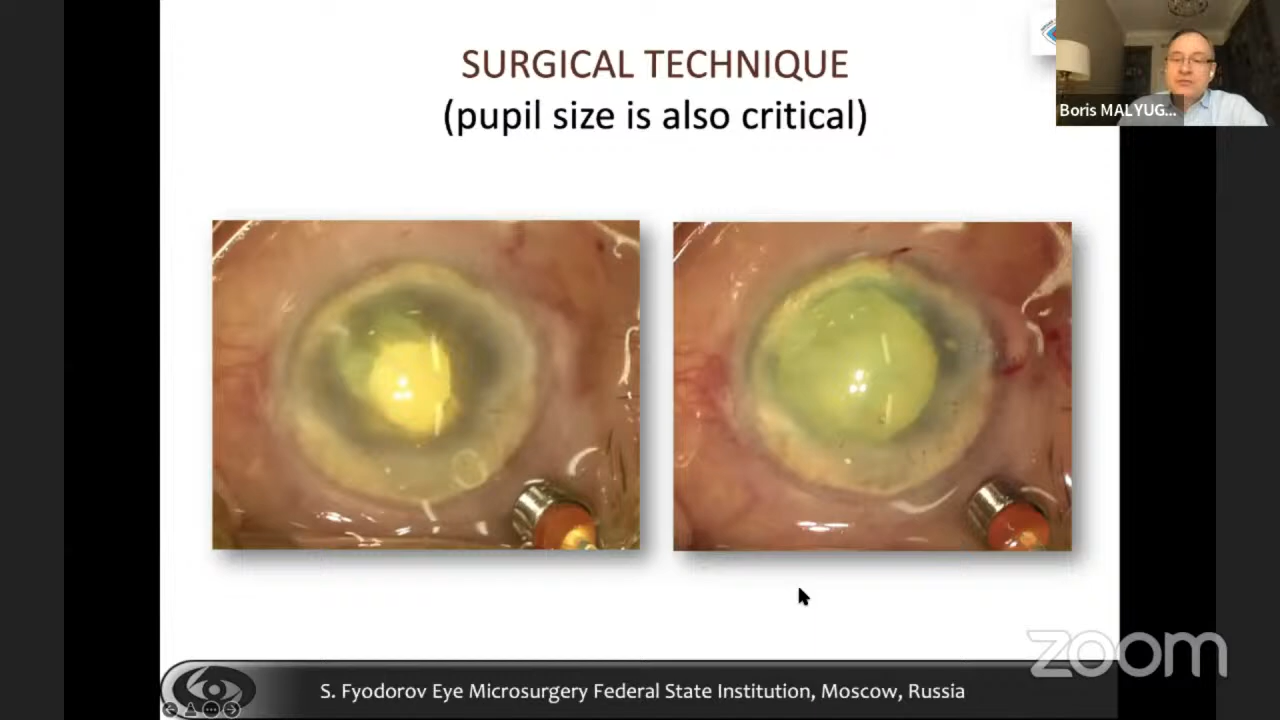 SURGICAL TECHNIQUE
(pupil size is also critical)
Boris MALYUG...
zoom
S. Fyodorov Eye Microsurgery Federal State Institution, Moscow, Russia